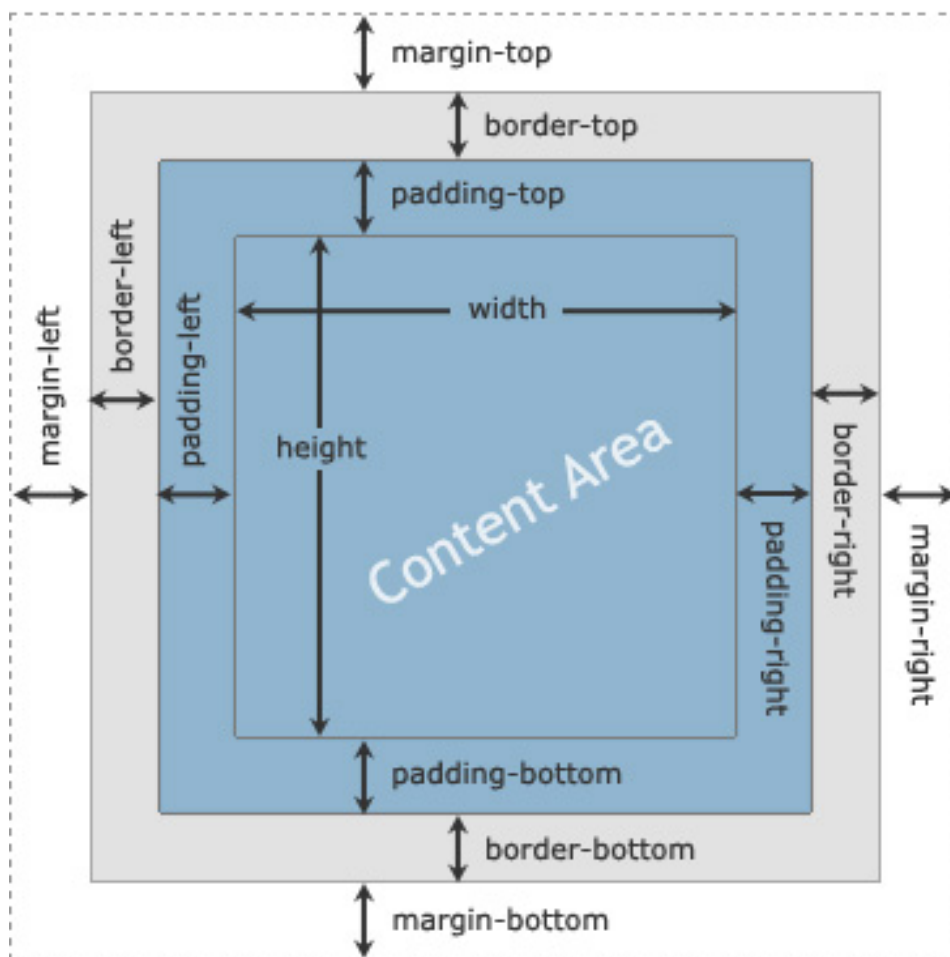 margin-top
border-top
padding-top
border-left
padding-left
margin-left
width
height
Content Area
border-right
padding-right
margin-right
padding-bottom
border-bottom
margin-bottom